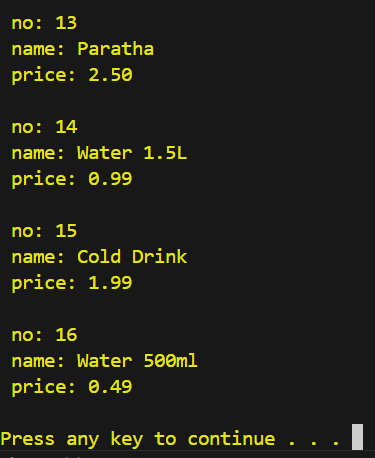 no: 13
name: Paratha
price: 2.50
no: 14
name: Water 1.5L
price: 0.99
no: 15
name: Cold Drink
price: 1.99
no: 16
name: Water 500ml
price: 0.49
Press any key to continue . . .